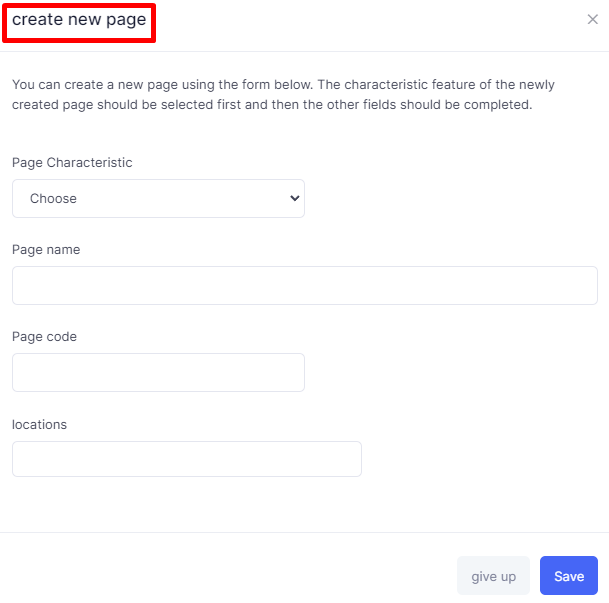 create new page
You can create a new page using the form below. The characteristic feature of the newly
created page should be selected first and then the other fields should be completed.
Page Characteristic
Choose
Page name
Page code
locations
give up
Save